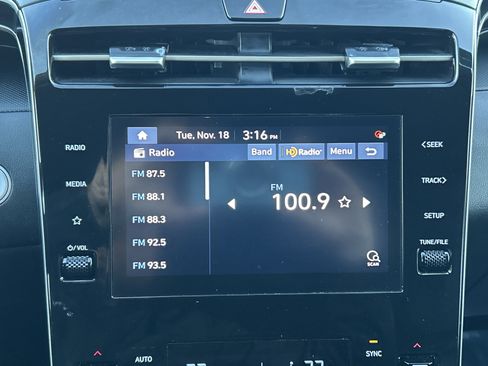 Tue, Nov. 18 3:16 PM
RADIO
Radio Band HD Radio Menu
< SEEK
FM 87.5
MEDIA
FM 88.1
FM
TRACK >
100.9
FM 88.3
SETUP
FM 92.5
⏻/VOL
TUNE/FILE
FM 93.5
SCAN
AUTO
SYNC